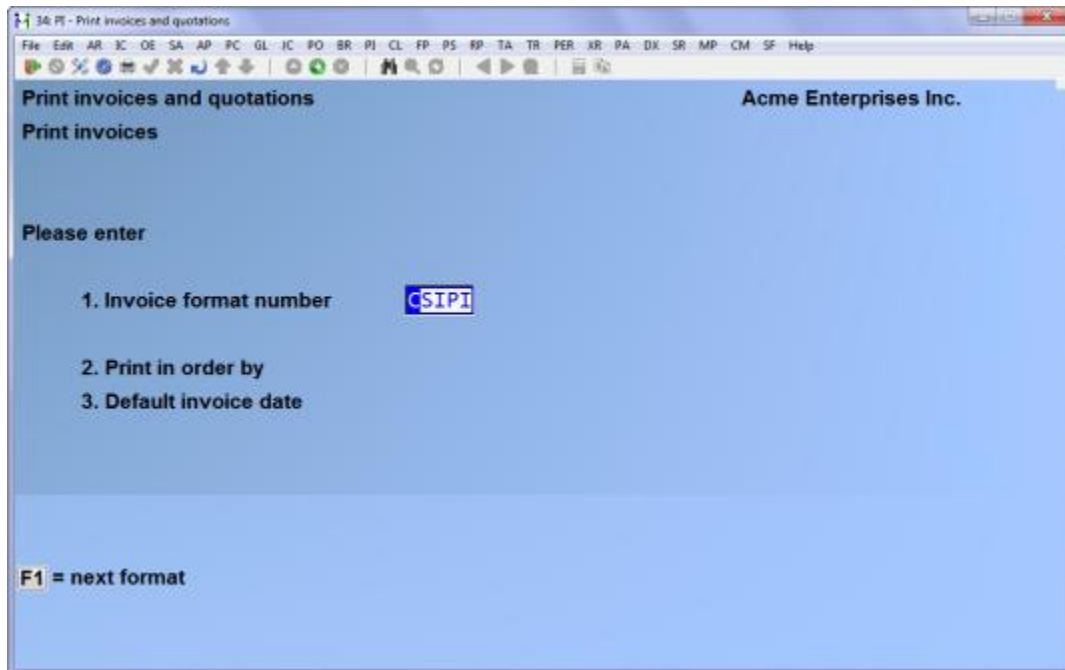 34: PI - Print invoices and quotations
File Edit AR IC OE SA AP PC GL JC PO BR PI CL FP PS RP TA TR PER XR PA DX SR MP CM SF Help
Print invoices and quotations Acme Enterprises Inc.
Print invoices
Please enter
1. Invoice format number CSIPI
2. Print in order by
3. Default invoice date
F1 = next format